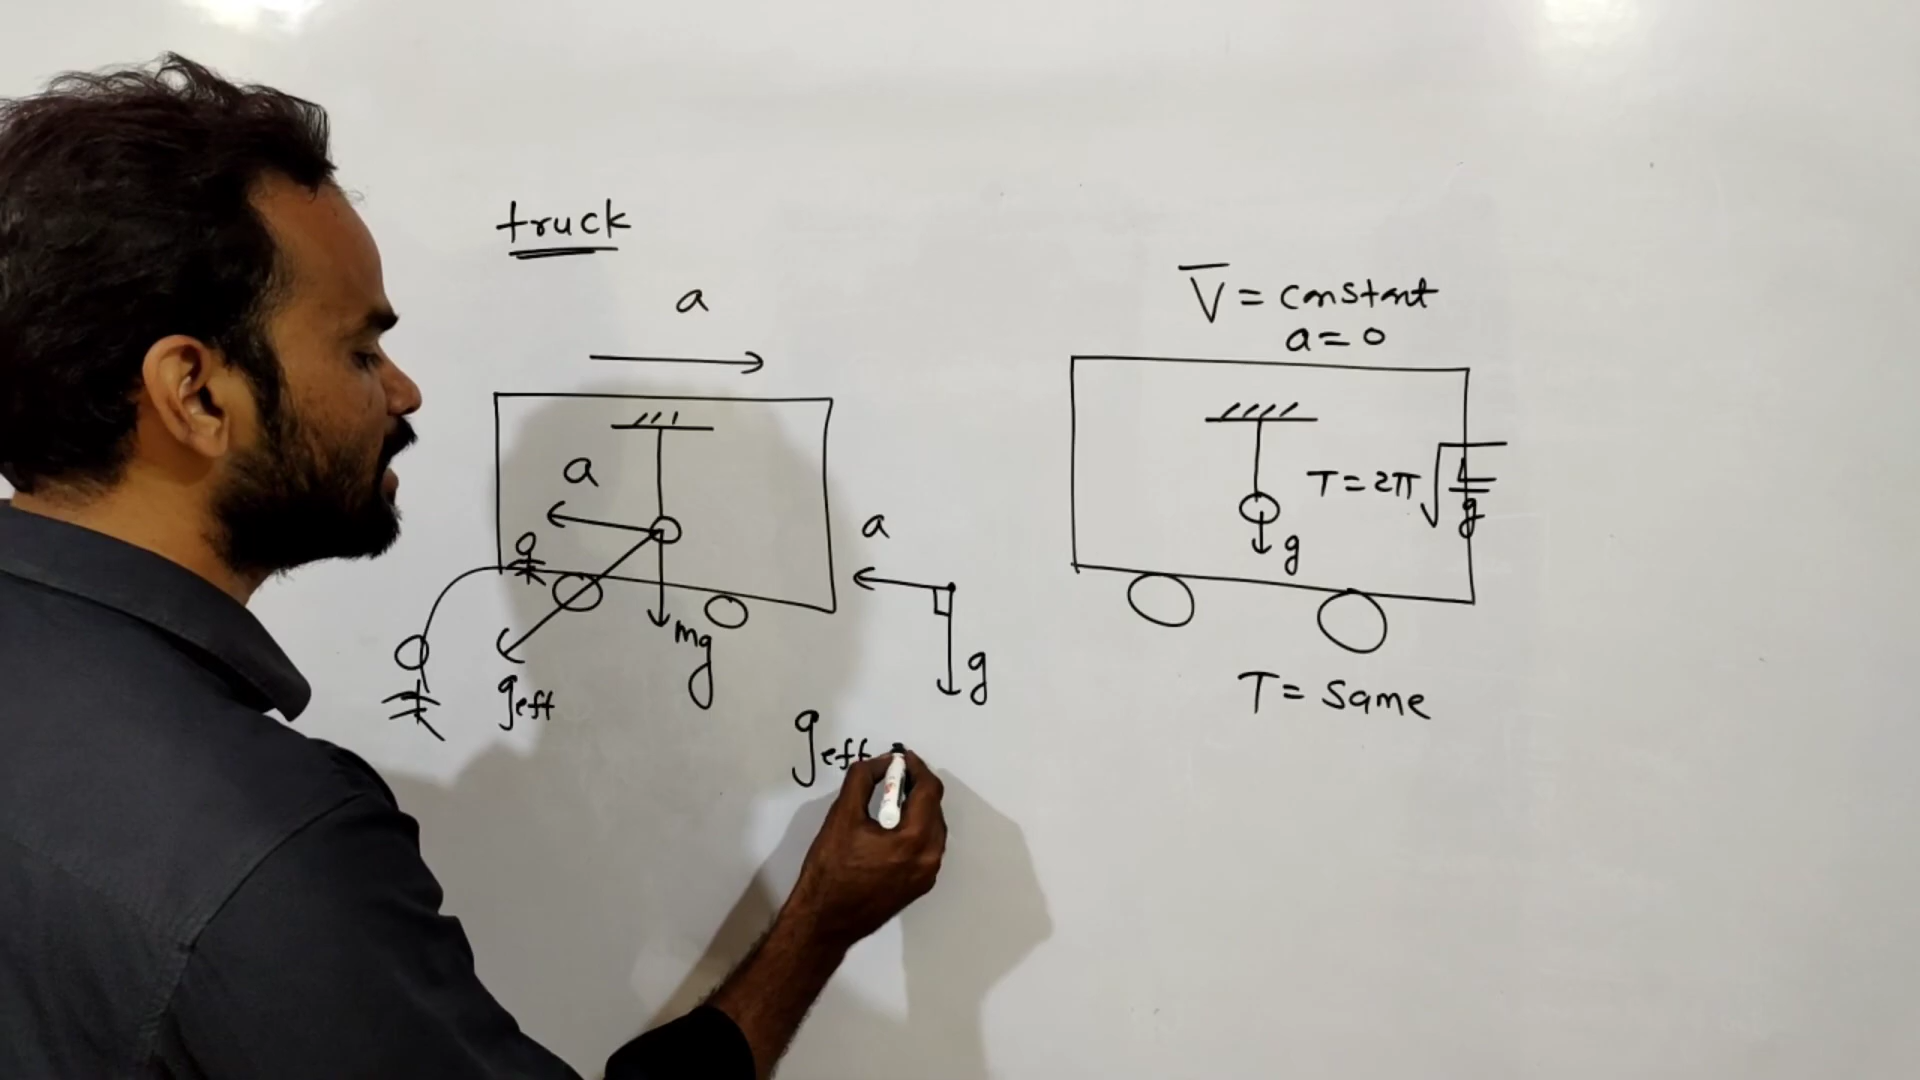 truck
a
a
mg
geff
a
g
geff
V̅ = constant
a = 0
T = 2π√(L/g)
g
T = Same